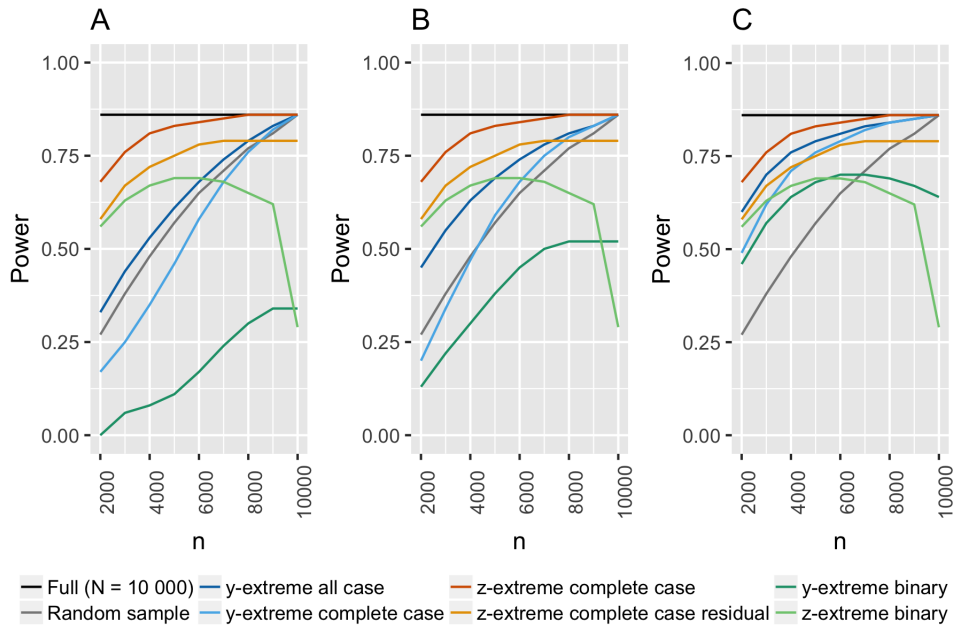 A B C
1.00 1.00 1.00
0.75 0.75 0.75
0.50 0.50 0.50
0.25 0.25 0.25
0.00 0.00 0.00
Power Power Power
2000 4000 6000 8000 10000 2000 4000 6000 8000 10000 2000 4000 6000 8000 10000
n n n
Full (N = 10 000) y-extreme all case z-extreme complete case y-extreme binary
Random sample y-extreme complete case z-extreme complete case residual z-extreme binary